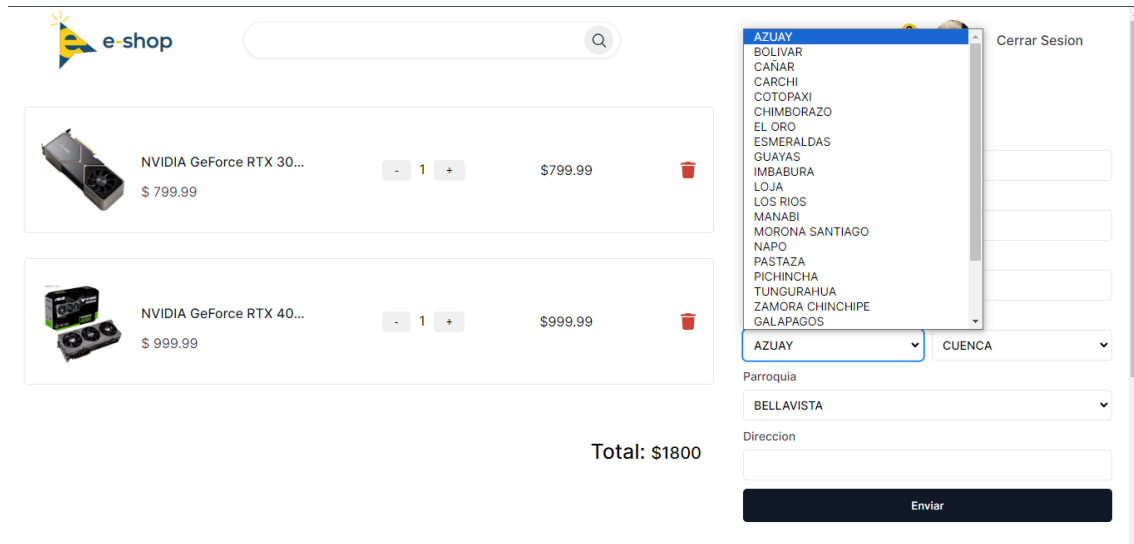 e-shop
Cerrar Sesion
NVIDIA GeForce RTX 30...
$ 799.99
- 1 +
$799.99
NVIDIA GeForce RTX 40...
$ 999.99
- 1 +
$999.99
Total: $1800
AZUAY
BOLIVAR
CAÑAR
CARCHI
COTOPAXI
CHIMBORAZO
EL ORO
ESMERALDAS
GUAYAS
IMBABURA
LOJA
LOS RIOS
MANABI
MORONA SANTIAGO
NAPO
PASTAZA
PICHINCHA
TUNGURAHUA
ZAMORA CHINCHIPE
GALAPAGOS
AZUAY
CUENCA
Parroquia
BELLAVISTA
Direccion
Enviar